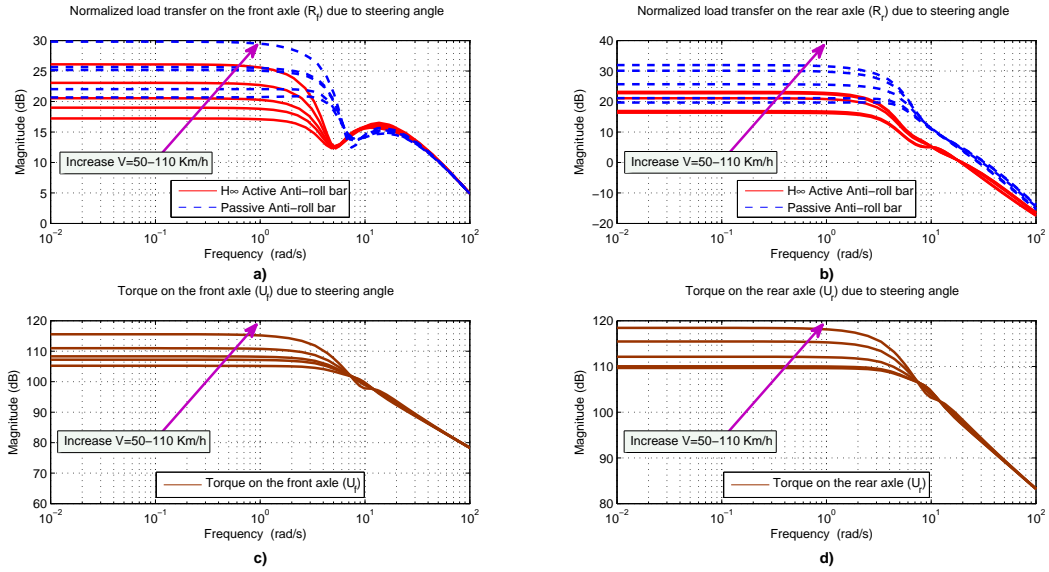 Normalized load transfer on the front axle (R_f) due to steering angle
Magnitude (dB)
30
25
20
15
10
5
0
Increase V=50−110 Km/h
H∞ Active Anti−roll bar
Passive Anti−roll bar
10^−2
10^−1
10^0
10^1
10^2
Frequency (rad/s)
a)
Normalized load transfer on the rear axle (R_r) due to steering angle
Magnitude (dB)
40
30
20
10
0
−10
−20
Increase V=50−110 Km/h
H∞ Active Anti−roll bar
Passive Anti−roll bar
10^−2
10^−1
10^0
10^1
10^2
Frequency (rad/s)
b)
Torque on the front axle (U_f) due to steering angle
Magnitude (dB)
120
110
100
90
80
70
60
Increase V=50−110 Km/h
Torque on the front axle (U_f)
10^−2
10^−1
10^0
10^1
10^2
Frequency (rad/s)
c)
Torque on the rear axle (U_r) due to steering angle
Magnitude (dB)
120
110
100
90
80
Increase V=50−110 Km/h
Torque on the rear axle (U_r)
10^−2
10^−1
10^0
10^1
10^2
Frequency (rad/s)
d)